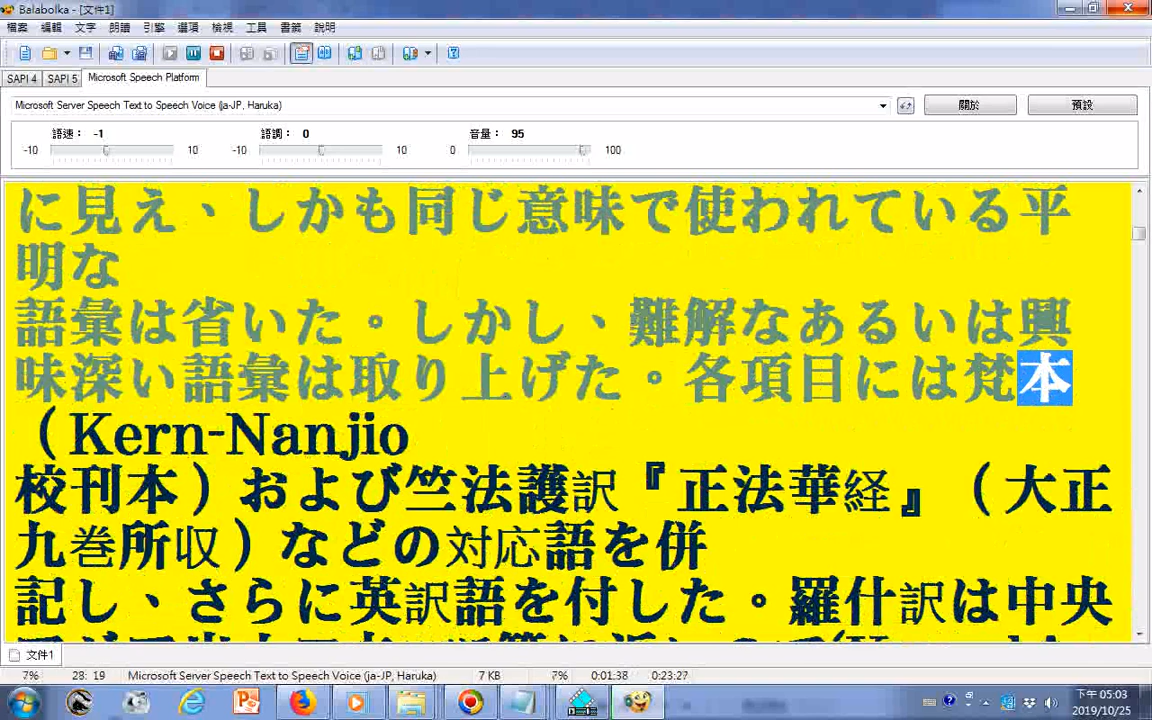 Balabolka - [文件1]
檔案 編輯 文字 朗讀 引擎 選項 檢視 工具 書籤 說明
SAPI 4 SAPI 5 Microsoft Speech Platform
Microsoft Server Speech Text to Speech Voice (ja-JP, Haruka) 關於 預設
語速： -1 語調： 0 音量： 95
-10 10 -10 10 0 100
に見え、しかも同じ意味で使われている平
明な
語彙は省いた。しかし、難解なあるいは興
味深い語彙は取り上げた。各項目には梵本
（Kern-Nanjio
校刊本）および竺法護訳『正法華経』（大正
九巻所収）などの対応語を併
記し、さらに英訳語を付した。羅什訳は中央
文件1
7% 28: 19 Microsoft Server Speech Text to Speech Voice (ja-JP, Haruka) 7 KB 7% 0:01:38 0:23:27
下午 05:03
2019/10/25